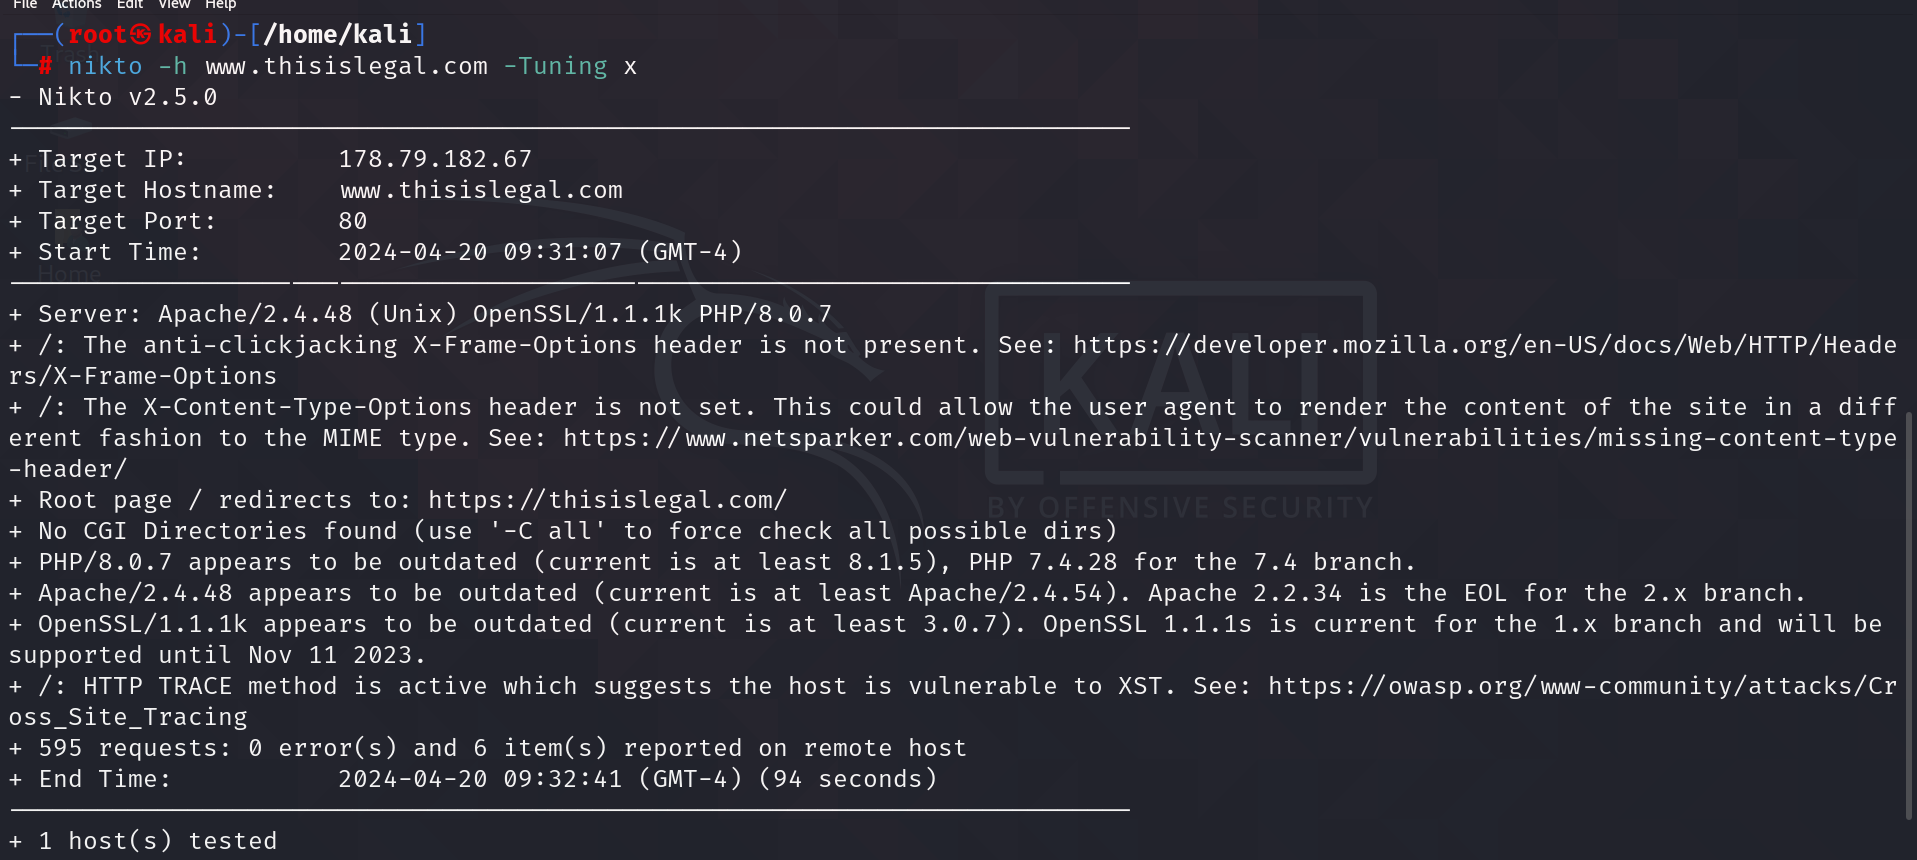 File Actions Edit View Help
┌──(root㉿kali)-[/home/kali]
└─# nikto -h www.thisislegal.com -Tuning x
- Nikto v2.5.0
---------------------------------------------------------------------------
+ Target IP:          178.79.182.67
+ Target Hostname:    www.thisislegal.com
+ Target Port:        80
+ Start Time:         2024-04-20 09:31:07 (GMT-4)
---------------------------------------------------------------------------
+ Server: Apache/2.4.48 (Unix) OpenSSL/1.1.1k PHP/8.0.7
+ /: The anti-clickjacking X-Frame-Options header is not present. See: https://developer.mozilla.org/en-US/docs/Web/HTTP/Heade
rs/X-Frame-Options
+ /: The X-Content-Type-Options header is not set. This could allow the user agent to render the content of the site in a diff
erent fashion to the MIME type. See: https://www.netsparker.com/web-vulnerability-scanner/vulnerabilities/missing-content-type
-header/
+ Root page / redirects to: https://thisislegal.com/
+ No CGI Directories found (use '-C all' to force check all possible dirs)
+ PHP/8.0.7 appears to be outdated (current is at least 8.1.5), PHP 7.4.28 for the 7.4 branch.
+ Apache/2.4.48 appears to be outdated (current is at least Apache/2.4.54). Apache 2.2.34 is the EOL for the 2.x branch.
+ OpenSSL/1.1.1k appears to be outdated (current is at least 3.0.7). OpenSSL 1.1.1s is current for the 1.x branch and will be
supported until Nov 11 2023.
+ /: HTTP TRACE method is active which suggests the host is vulnerable to XST. See: https://owasp.org/www-community/attacks/Cr
oss_Site_Tracing
+ 595 requests: 0 error(s) and 6 item(s) reported on remote host
+ End Time:           2024-04-20 09:32:41 (GMT-4) (94 seconds)
---------------------------------------------------------------------------
+ 1 host(s) tested
Trash
Home
KALI
BY OFFENSIVE SECURITY